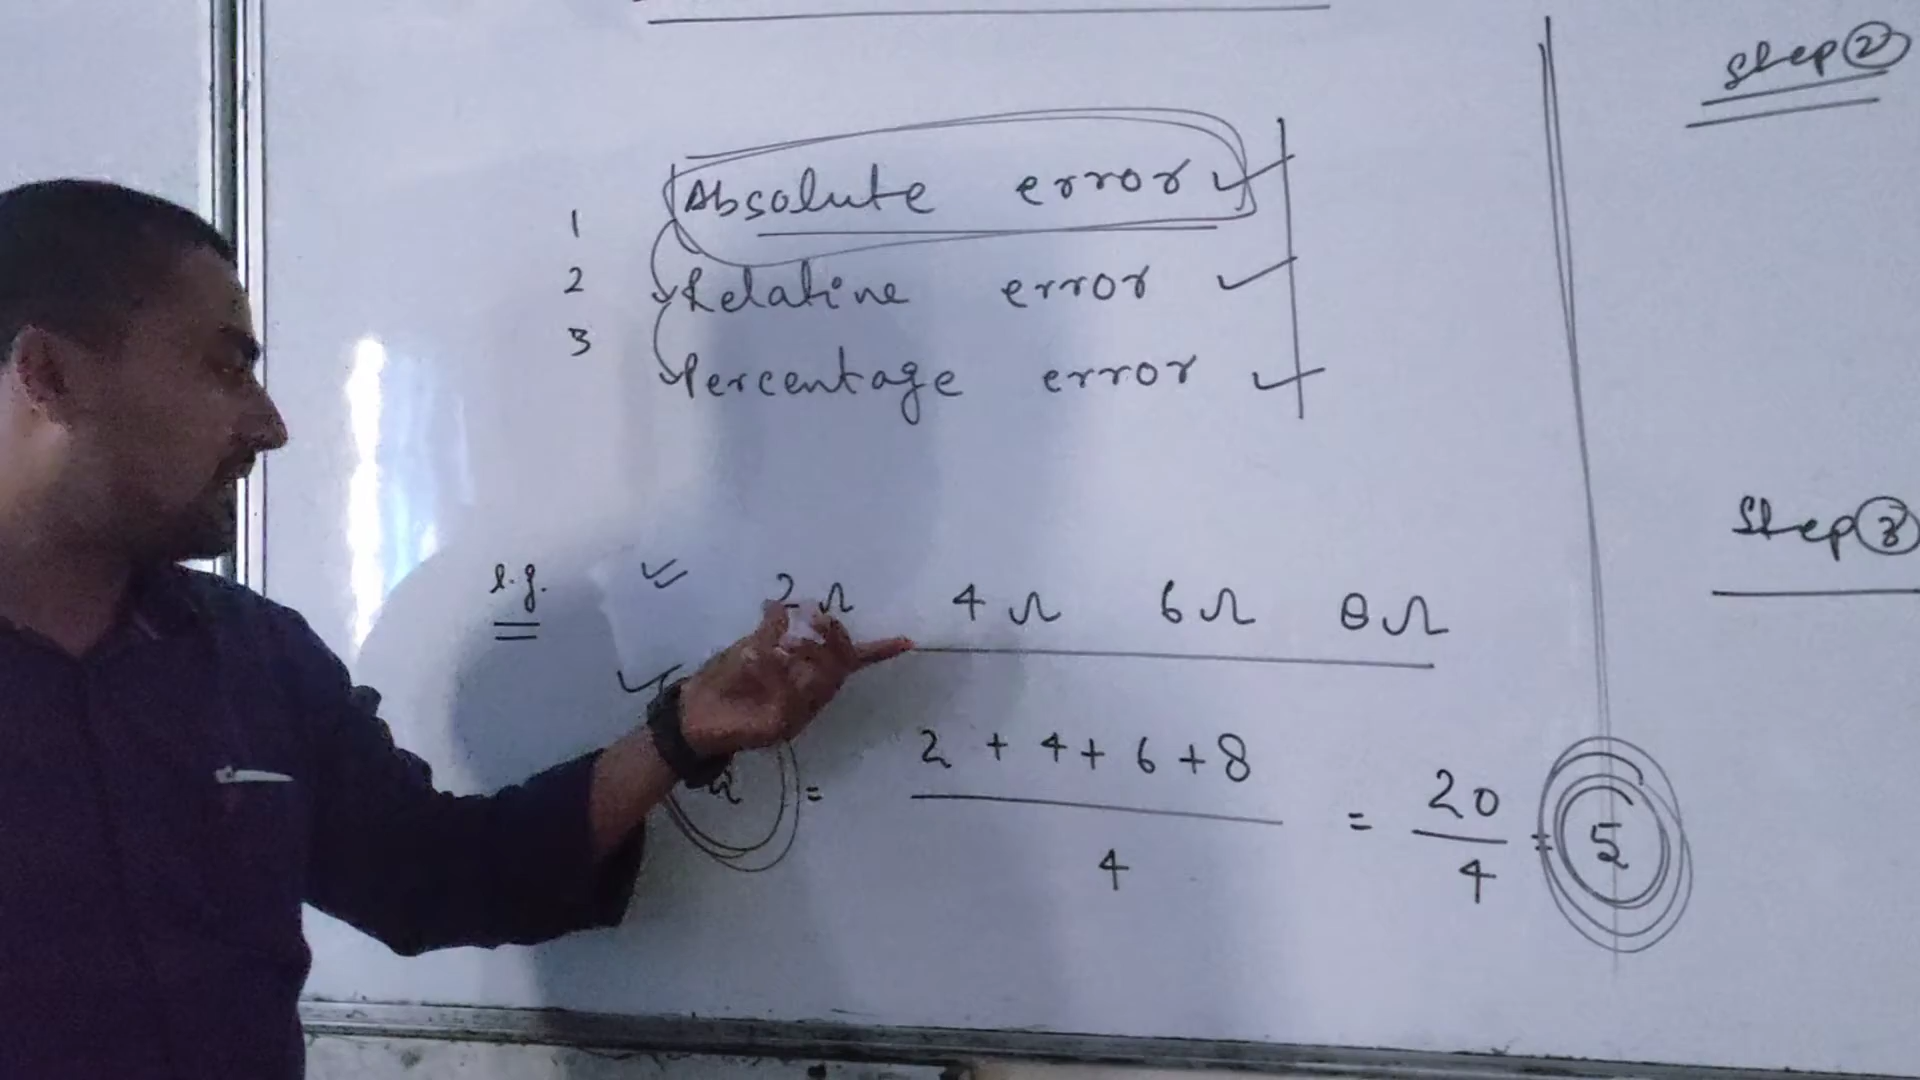 Step 2
1 Absolute error
2 Relative error
3 Percentage error
Step 3
e.g. 2Ω 4Ω 6Ω 8Ω
= 2 + 4 + 6 + 8 / 4 = 20 / 4 = 5